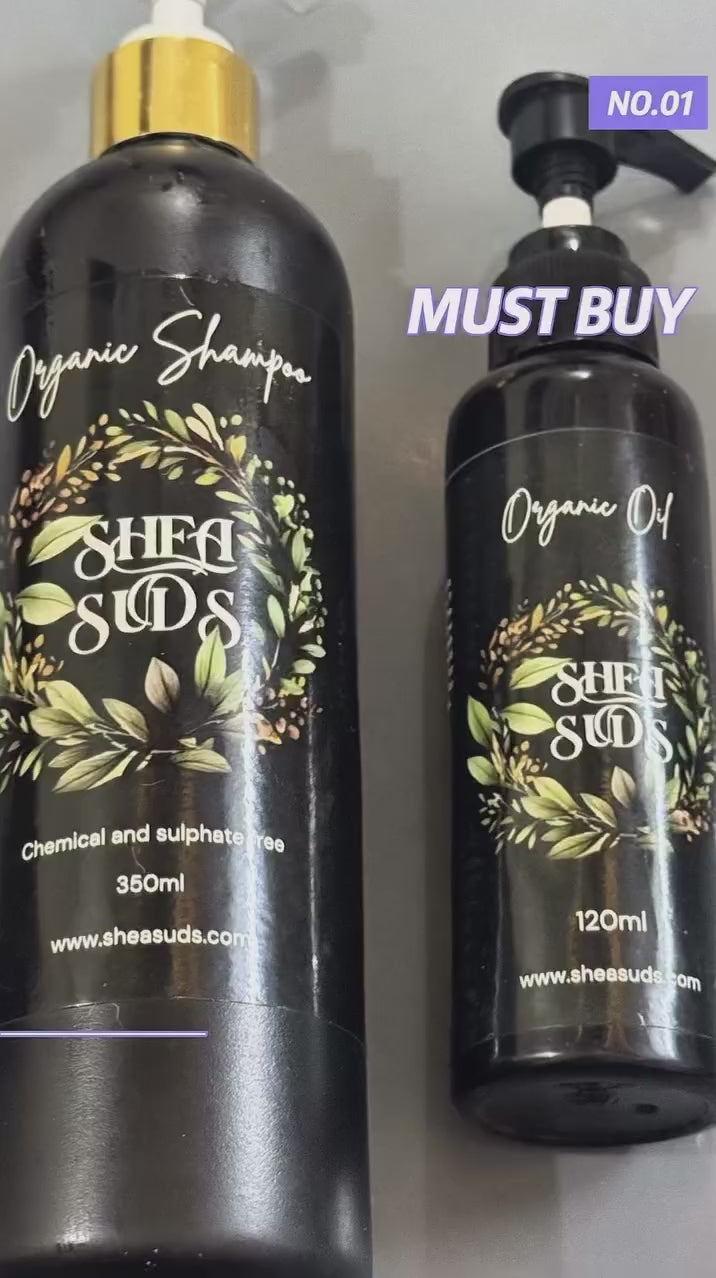 NO.01
MUST BUY
Organic Shampoo
SHEA
SUDS
Chemical and sulphate free
350ml
www.sheasuds.com
Organic Oil
SHEA
SUDS
120ml
www.sheasuds.com